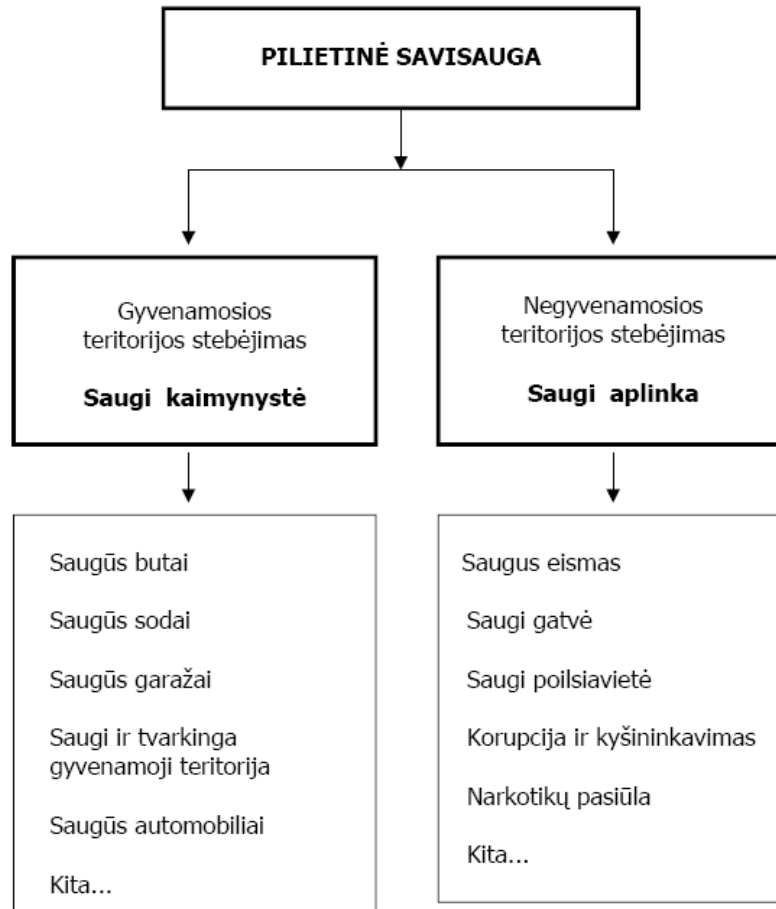 PILIETINĖ SAVISAUGA
Gyvenamosios
teritorijos stebėjimas
Saugi kaimynystė
Negyvenamosios
teritorijos stebėjimas
Saugi aplinka
Saugūs butai
Saugūs sodai
Saugūs garažai
Saugi ir tvarkinga
gyvenamoji teritorija
Saugūs automobiliai
Kita...
Saugus eismas
Saugi gatvė
Saugi poilsiavietė
Korupcija ir kyšininkavimas
Narkotikų pasiūla
Kita...